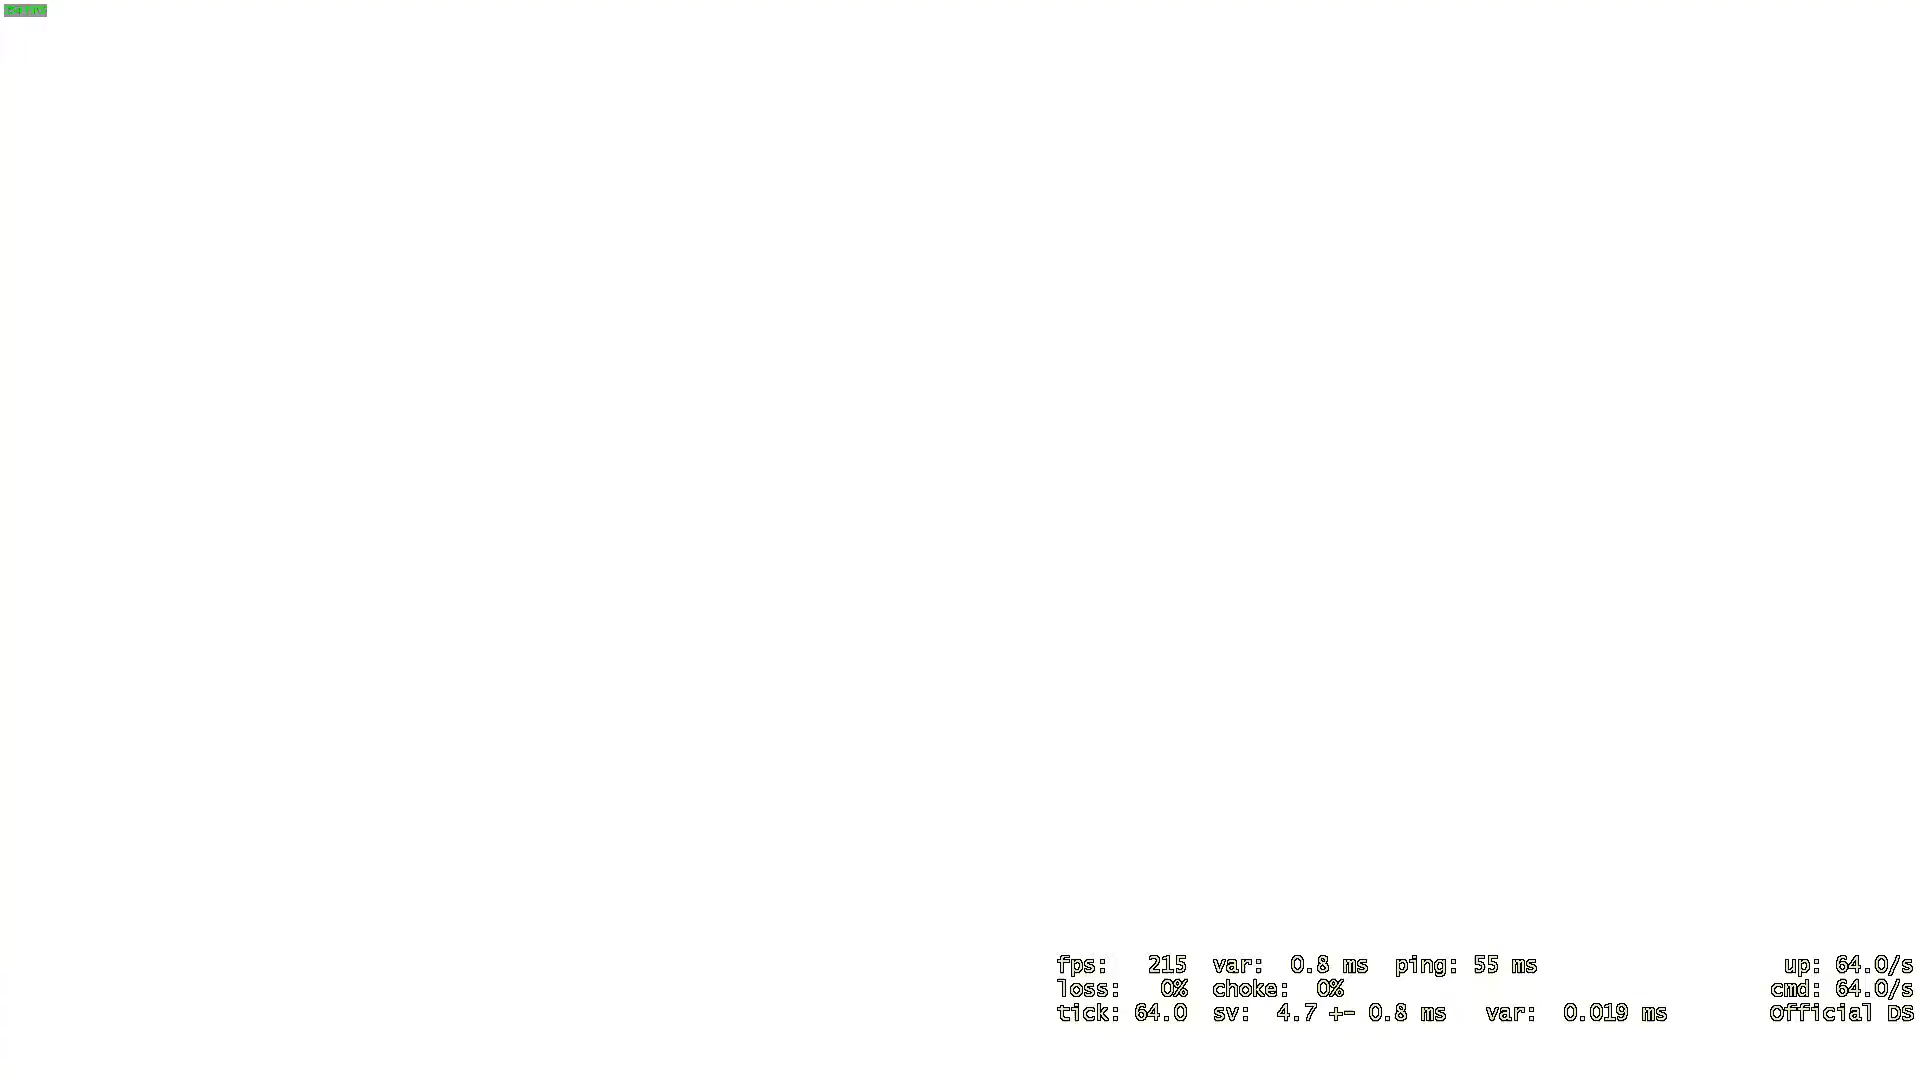 fps: 215 var: 0.8 ms ping: 55 ms up: 64.0/s
loss: 0% choke: 0% cmd: 64.0/s
tick: 64.0 sv: 4.7 +- 0.8 ms var: 0.019 ms Official DS